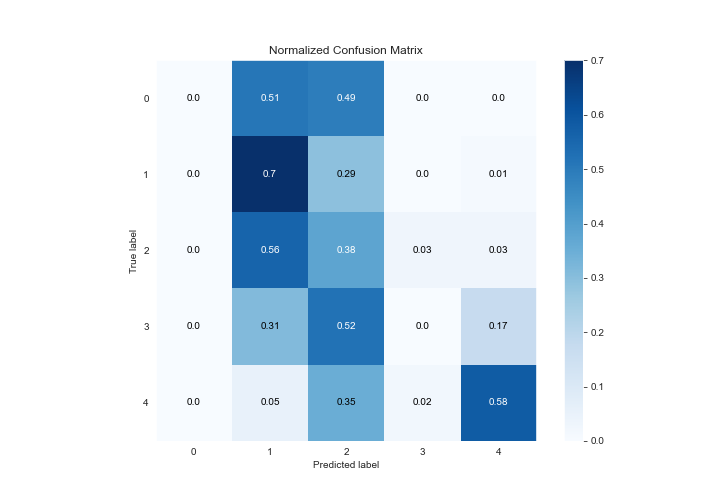 Normalized Confusion Matrix
0.7
0 0.0 0.51 0.49 0.0 0.0
0.6
1 0.0 0.7 0.29 0.0 0.01
0.5
0.4
True label
2 0.0 0.56 0.38 0.03 0.03
0.3
3 0.0 0.31 0.52 0.0 0.17
0.2
0.1
4 0.0 0.05 0.35 0.02 0.58
0.0
0 1 2 3 4
Predicted label